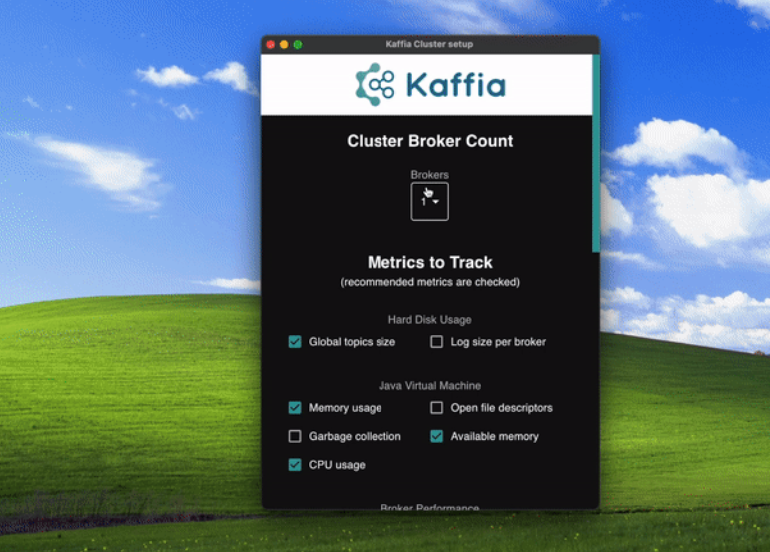 Kaffia Cluster setup
Kaffia
Cluster Broker Count
Brokers
1
Metrics to Track
(recommended metrics are checked)
Hard Disk Usage
Global topics size Log size per broker
Java Virtual Machine
Memory usage Open file descriptors
Garbage collection Available memory
CPU usage
Broker Performance